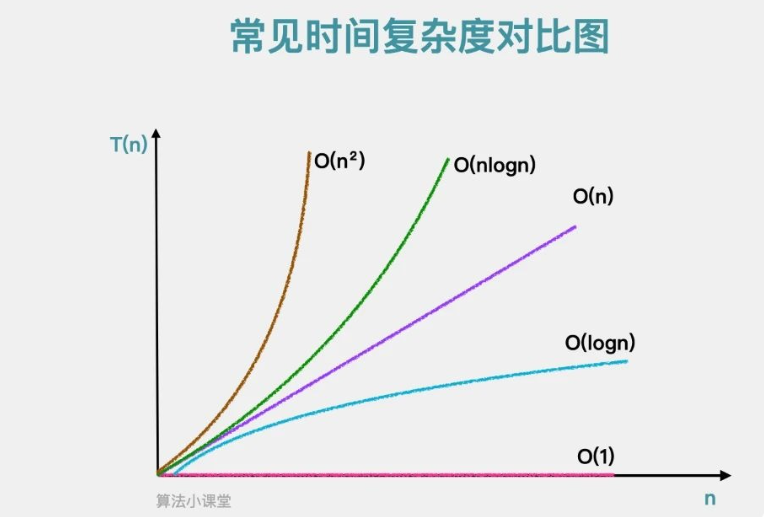 常见时间复杂度对比图
T(n)
O(n²)
O(nlogn)
O(n)
O(logn)
O(1)
算法小课堂
n